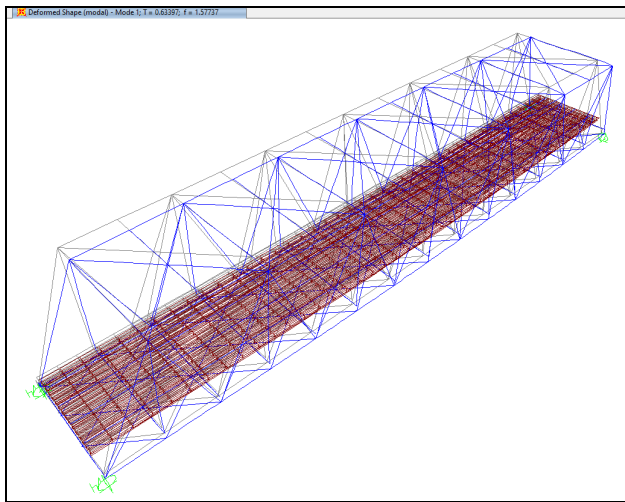 Deformed Shape (modal) - Mode 1; T = 0.63397; f = 1.57737